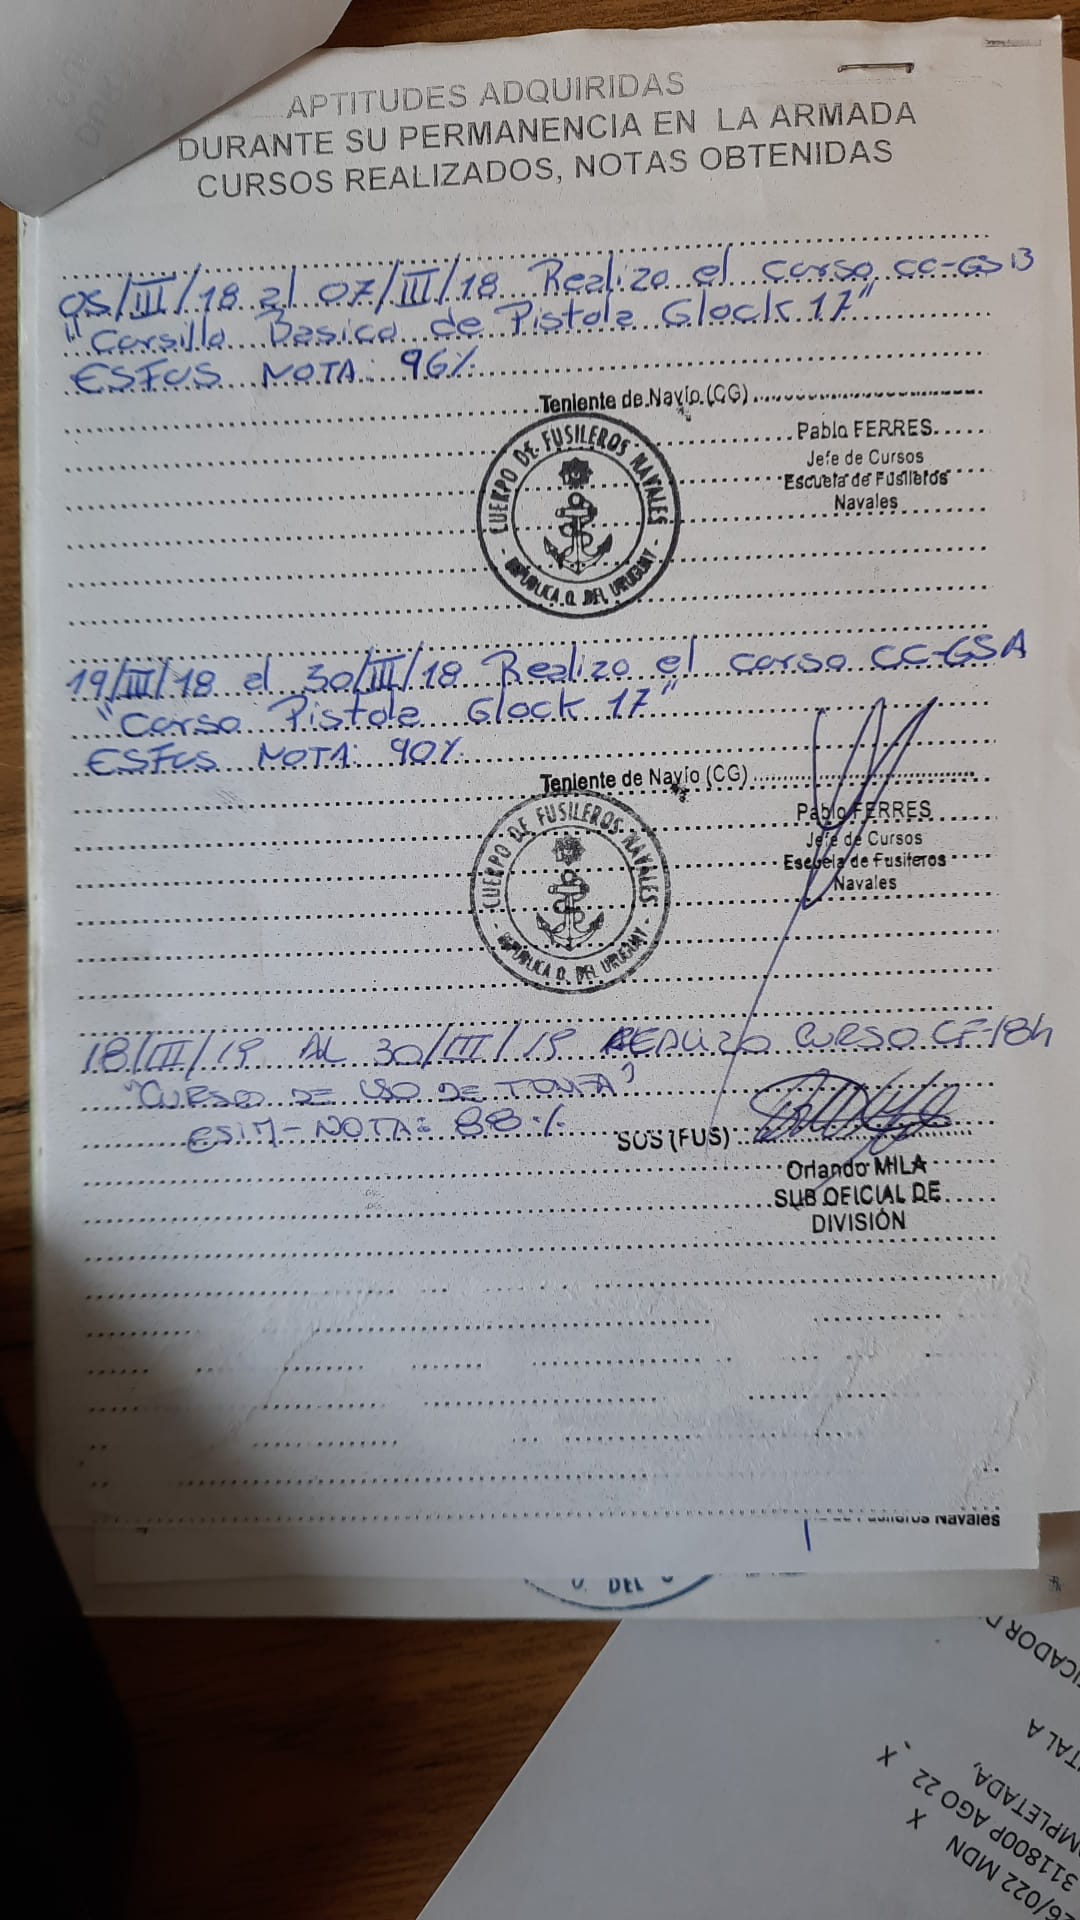 APTITUDES ADQUIRIDAS
DURANTE SU PERMANENCIA EN LA ARMADA
CURSOS REALIZADOS, NOTAS OBTENIDAS
05/III/18 al 07/III/18 Realizo el curso CC-GSB
"Cursillo Basico de Pistola Glock 17"
ESFUS NOTA: 96%
Teniente de Navío (CG)
Pablo FERRES
Jefe de Cursos
Escuela de Fusileros
Navales
CUERPO DE FUSILEROS NAVALES
REPÚBLICA O. DEL URUGUAY
19/III/18 al 30/III/18 Realizo el curso CC-GSA
"Curso Pistola Glock 17"
ESFUS NOTA: 90%
Teniente de Navío (CG)
Pablo FERRES
Jefe de Cursos
Escuela de Fusileros
Navales
CUERPO DE FUSILEROS NAVALES
REPÚBLICA O. DEL URUGUAY
18/III/19 AL 30/III/19 REALIZO CURSO CF-18h
"CURSO DE USO DE TONFA"
ESIM - NOTA: 88%
SOS (FUS)
Orlando MILA
SUB OFICIAL DE
DIVISIÓN
Fusileros Navales
O. DEL
26/022 MDN X
311800P AGO 22 X